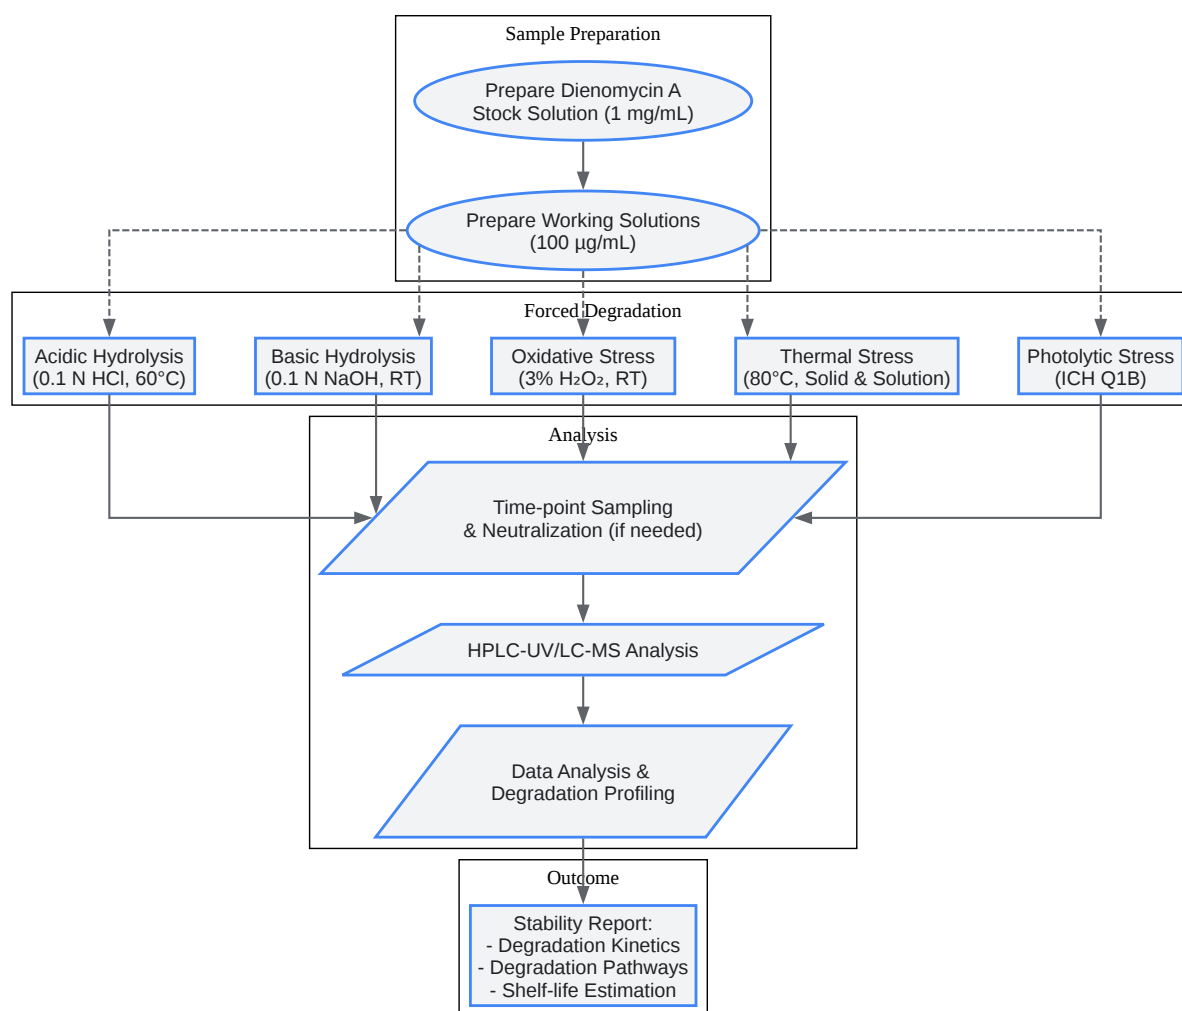 Sample Preparation
Prepare Dienomycin A
Stock Solution (1 mg/mL)
Prepare Working Solutions
(100 µg/mL)
Forced Degradation
Acidic Hydrolysis
(0.1 N HCl, 60°C)
Basic Hydrolysis
(0.1 N NaOH, RT)
Oxidative Stress
(3% H₂O₂, RT)
Thermal Stress
(80°C, Solid & Solution)
Photolytic Stress
(ICH Q1B)
Analysis
Time-point Sampling
& Neutralization (if needed)
HPLC-UV/LC-MS Analysis
Data Analysis &
Degradation Profiling
Outcome
Stability Report:
- Degradation Kinetics
- Degradation Pathways
- Shelf-life Estimation